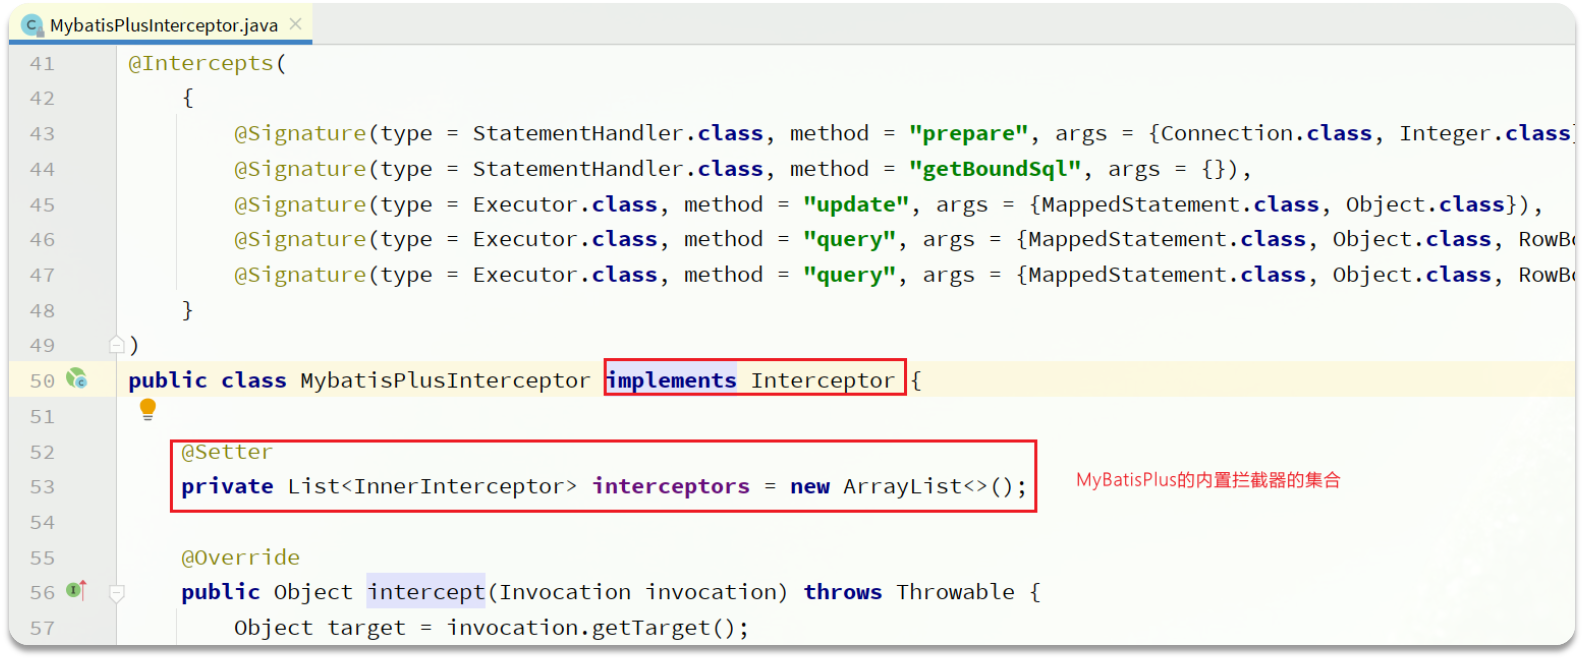 MybatisPlusInterceptor.java
41 @Intercepts(
42 {
43 @Signature(type = StatementHandler.class, method = "prepare", args = {Connection.class, Integer.class}
44 @Signature(type = StatementHandler.class, method = "getBoundSql", args = {}),
45 @Signature(type = Executor.class, method = "update", args = {MappedStatement.class, Object.class}),
46 @Signature(type = Executor.class, method = "query", args = {MappedStatement.class, Object.class, RowBo
47 @Signature(type = Executor.class, method = "query", args = {MappedStatement.class, Object.class, RowBo
48 }
49 )
50 public class MybatisPlusInterceptor implements Interceptor {
51
52 @Setter
53 private List<InnerInterceptor> interceptors = new ArrayList<>(); MyBatisPlus的内置拦截器的集合
54
55 @Override
56 public Object intercept(Invocation invocation) throws Throwable {
57 Object target = invocation.getTarget();